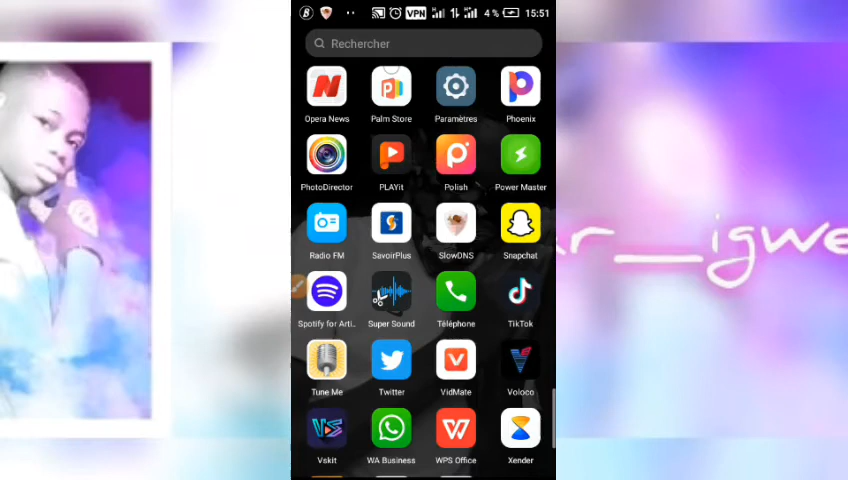 VPN 4 % 15:51
Rechercher
Opera News Palm Store Paramètres Phoenix
PhotoDirector PLAYit Polish Power Master
Radio FM SavoirPlus SlowDNS Snapchat
Spotify for Arti.. Super Sound Téléphone TikTok
Tune Me Twitter VidMate Voloco
Vskit WA Business WPS Office Xender
r__igwe